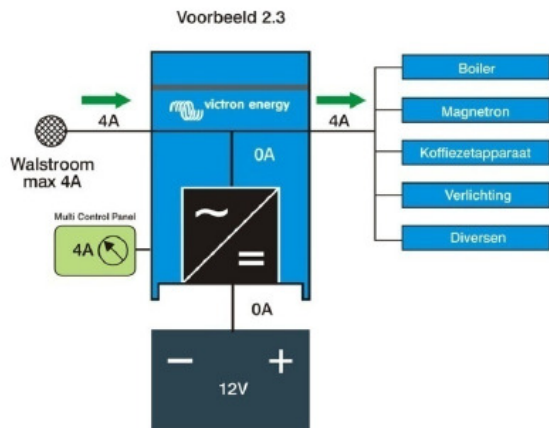 Voorbeeld 2.3
victron energy
4A
4A
0A
Walstroom
max 4A
Multi Control Panel
4A
~
=
0A
− +
12V
Boiler
Magnetron
Koffiezetapparaat
Verlichting
Diversen